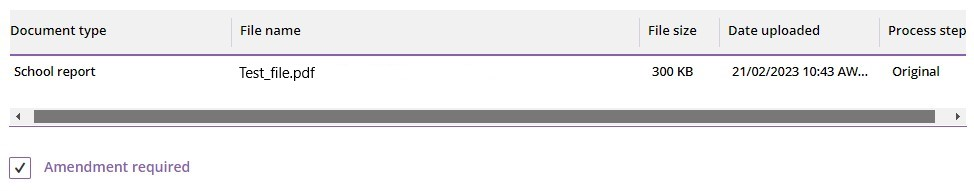 Document type File name File size Date uploaded Process step
School report Test_file.pdf 300 KB 21/02/2023 10:43 AW... Original
Amendment required